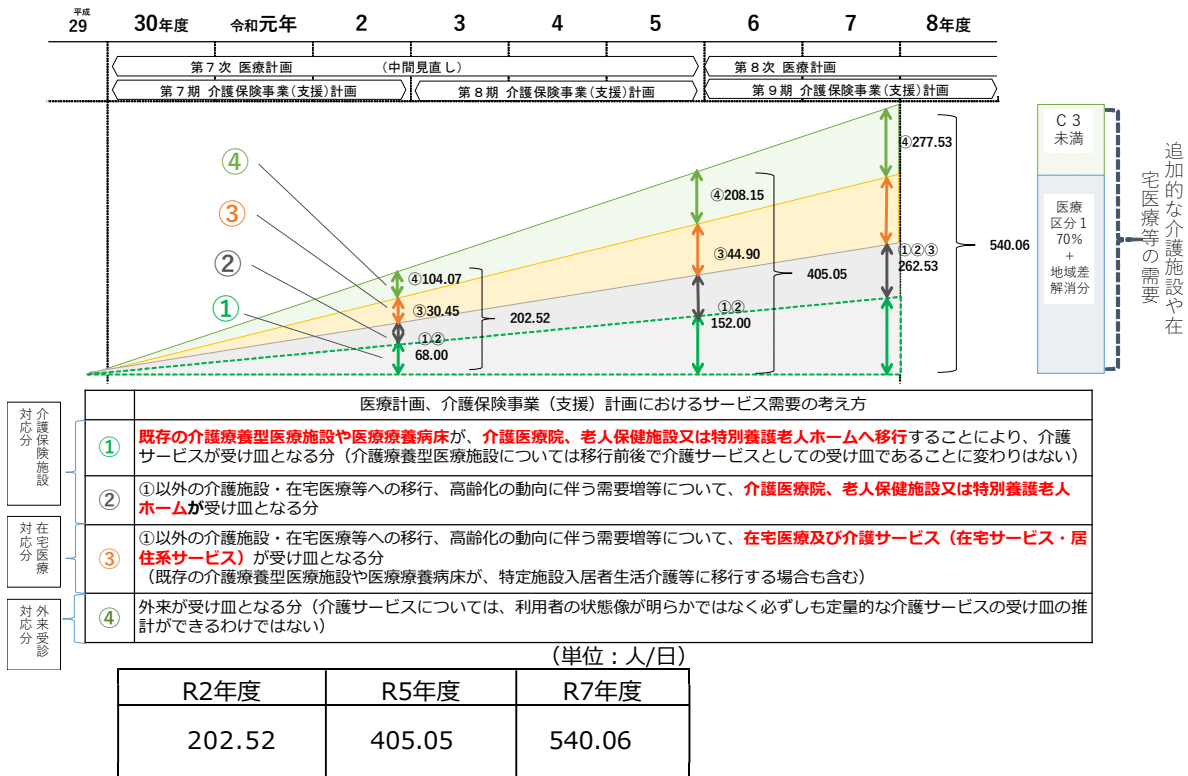 平成
29 30年度 令和元年 2 3 4 5 6 7 8年度
第７次 医療計画 （中間見直し） 第８次 医療計画
第７期 介護保険事業(支援)計画 第８期 介護保険事業(支援)計画 第９期 介護保険事業(支援)計画
④
③
②
①
④104.07
③30.45
①②
68.00
202.52
④208.15
③44.90
①②
152.00
405.05
④277.53
①②③
262.53
540.06
Ｃ３
未満
医療
区分１
70%
+
地域差
解消分
追加的な介護施設や在
宅医療等の需要
医療計画、介護保険事業（支援）計画におけるサービス需要の考え方
介護保険施設
対応分
①
既存の介護療養型医療施設や医療療養病床が、介護医療院、老人保健施設又は特別養護老人ホームへ移行することにより、介護
サービスが受け皿となる分（介護療養型医療施設については移行前後で介護サービスとしての受け皿であることに変わりはない）
②
①以外の介護施設・在宅医療等への移行、高齢化の動向に伴う需要増等について、介護医療院、老人保健施設又は特別養護老人
ホームが受け皿となる分
在宅医療
対応分
③
①以外の介護施設・在宅医療等への移行、高齢化の動向に伴う需要増等について、在宅医療及び介護サービス（在宅サービス・居
住系サービス）が受け皿となる分
（既存の介護療養型医療施設や医療療養病床が、特定施設入居者生活介護等に移行する場合も含む）
外来受診
対応分
④
外来が受け皿となる分（介護サービスについては、利用者の状態像が明らかではなく必ずしも定量的な介護サービスの受け皿の推
計ができるわけではない）
（単位：人/日）
R2年度 R5年度 R7年度
202.52 405.05 540.06